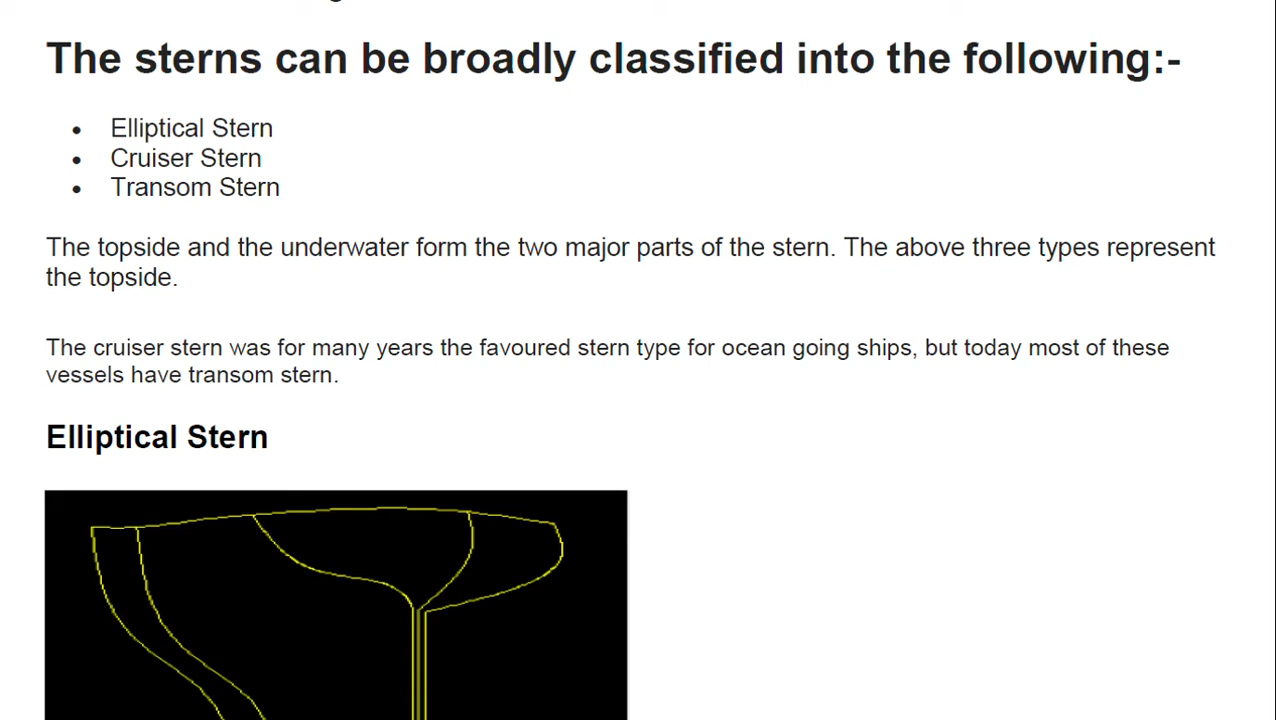 The sterns can be broadly classified into the following:-
• Elliptical Stern
• Cruiser Stern
• Transom Stern
The topside and the underwater form the two major parts of the stern. The above three types represent
the topside.
The cruiser stern was for many years the favoured stern type for ocean going ships, but today most of these
vessels have transom stern.
Elliptical Stern